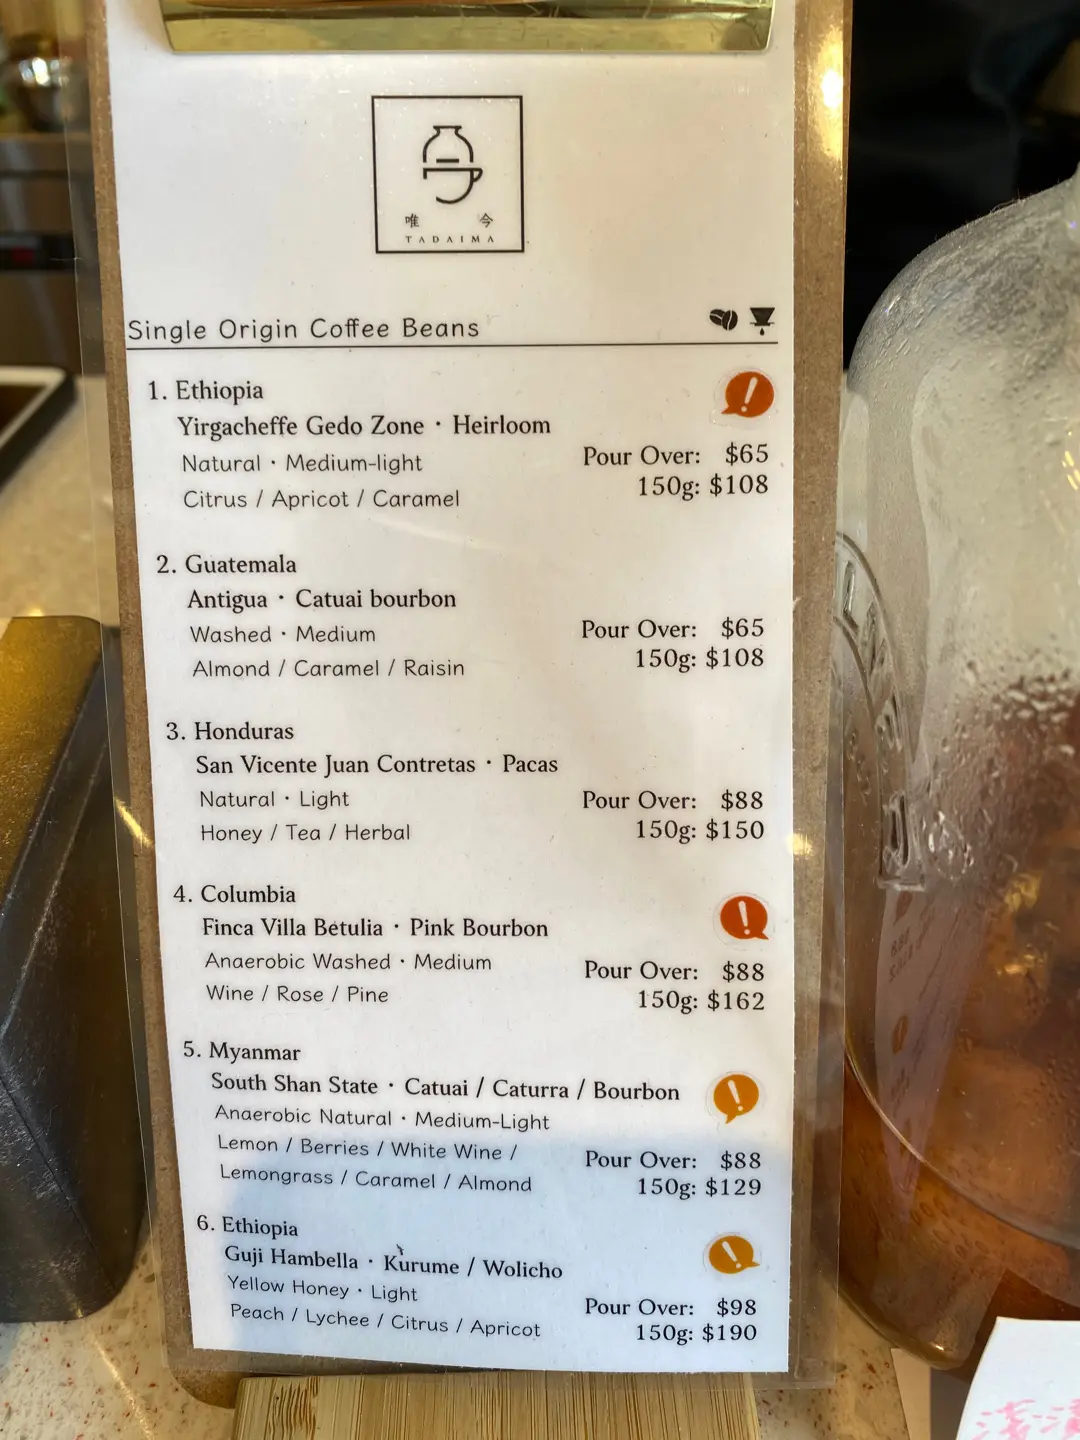 唯 今
TADAIMA
Single Origin Coffee Beans
1. Ethiopia
Yirgacheffe Gedo Zone · Heirloom
Natural · Medium-light
Citrus / Apricot / Caramel
Pour Over: $65
150g: $108
2. Guatemala
Antigua · Catuai bourbon
Washed · Medium
Almond / Caramel / Raisin
Pour Over: $65
150g: $108
3. Honduras
San Vicente Juan Contretas · Pacas
Natural · Light
Honey / Tea / Herbal
Pour Over: $88
150g: $150
4. Columbia
Finca Villa Betulia · Pink Bourbon
Anaerobic Washed · Medium
Wine / Rose / Pine
Pour Over: $88
150g: $162
5. Myanmar
South Shan State · Catuai / Caturra / Bourbon
Anaerobic Natural · Medium-Light
Lemon / Berries / White Wine /
Lemongrass / Caramel / Almond
Pour Over: $88
150g: $129
6. Ethiopia
Guji Hambella · Kurume / Wolicho
Yellow Honey · Light
Peach / Lychee / Citrus / Apricot
Pour Over: $98
150g: $190